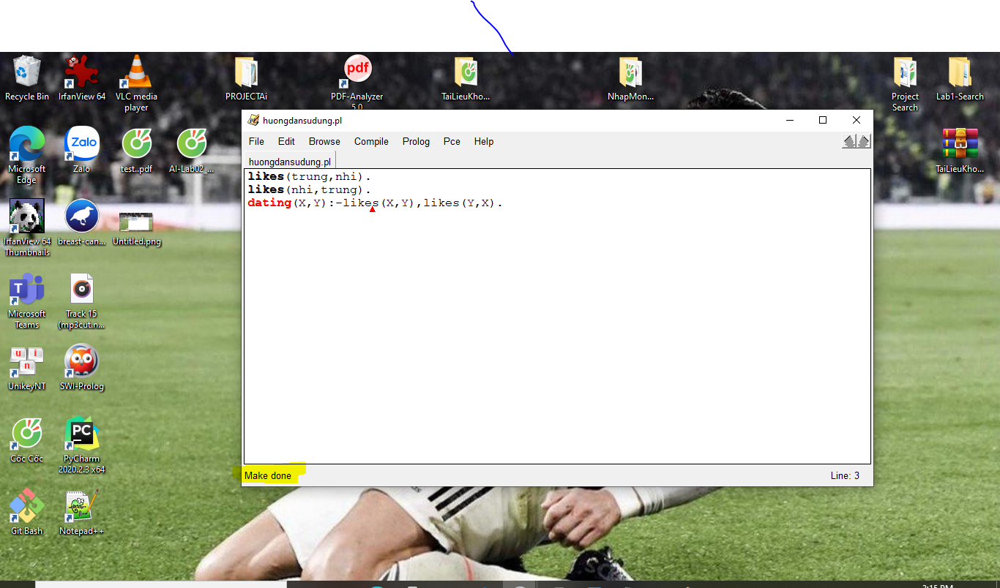 Recycle Bin
IrfanView 64
VLC media
player
PROJECTAi
pdf
PDF-Analyzer
5.0
TaiLieuKho...
NhapMon...
Project
Search
Lab1-Search
huongdansudung.pl
File Edit Browse Compile Prolog Pce Help
huongdansudung.pl
likes(trung,nhi).
likes(nhi,trung).
dating(X,Y):-likes(X,Y),likes(Y,X).
Make done
Line: 3
Microsoft
Edge
Zalo
Zalo
test..pdf
AI-Lab02_...
TaiLieuKho...
IrfanView 64
Thumbnails
breast-can...
Untitled.png
T
Microsoft
Teams
Track 15
(mp3cut.n...
u i
n
UnikeyNT
SWI-Prolog
Cốc Cốc
PC
PyCharm
2020.2.3 x64
Git Bash
Notepad++
2:15 PM